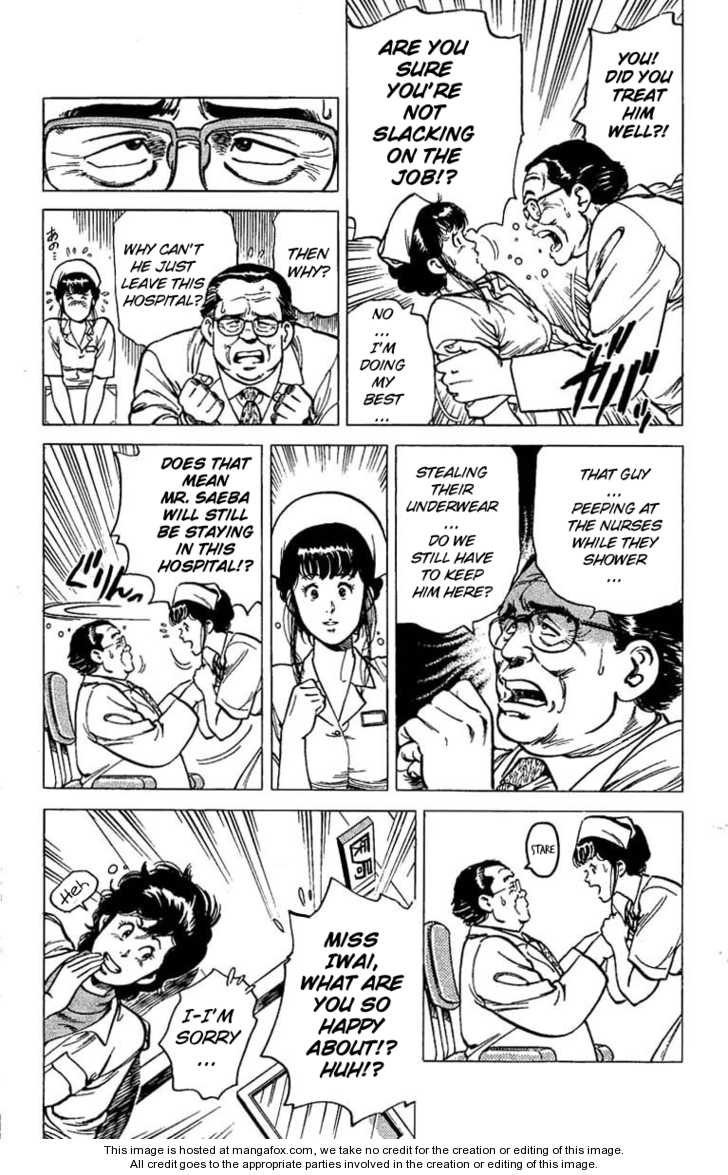 YOU!
DID YOU
TREAT
HIM
WELL?!
ARE YOU
SURE
YOU'RE
NOT
SLACKING
ON THE
JOB!?
NO
...
I'M
DOING
MY
BEST
...
THEN
WHY?
WHY CAN'T
HE JUST
LEAVE THIS
HOSPITAL?
あの…
THAT GUY
...
PEEPING AT
THE NURSES
WHILE THEY
SHOWER
...
STEALING
THEIR
UNDERWEAR
...
DO WE
STILL HAVE
TO KEEP
HIM HERE?
DOES THAT
MEAN
MR. SAEBA
WILL STILL
BE STAYING
IN THIS
HOSPITAL!?
STARE
MISS
IWAI,
WHAT ARE
YOU SO
HAPPY
ABOUT!?
HUH!?
I-I'M
SORRY
...
Heh
This image is hosted at mangafox.com, we take no credit for the creation or editing of this image.
All credit goes to the appropriate parties involved in the creation or editing of this image.